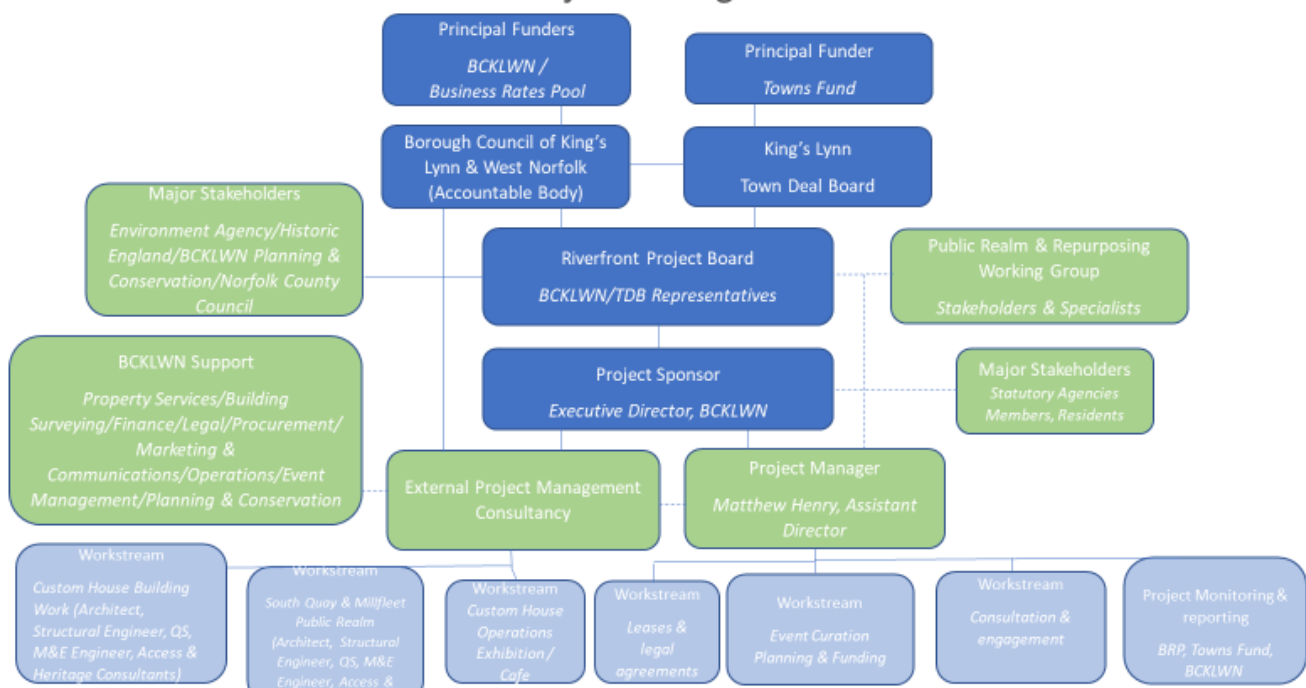 Principal Funders
BCKLWN /
Business Rates Pool
Principal Funder
Towns Fund
Borough Council of King's
Lynn & West Norfolk
(Accountable Body)
King's Lynn
Town Deal Board
Major Stakeholders
Environment Agency/Historic
England/BCKLWN Planning &
Conservation/Norfolk County
Council
Riverfront Project Board
BCKLWN/TDB Representatives
Public Realm & Repurposing
Working Group
Stakeholders & Specialists
BCKLWN Support
Property Services/Building
Surveying/Finance/Legal/Procurement/
Marketing &
Communications/Operations/Event
Management/Planning & Conservation
Project Sponsor
Executive Director, BCKLWN
Major Stakeholders
Statutory Agencies
Members, Residents
External Project Management
Consultancy
Project Manager
Matthew Henry, Assistant
Director
Workstream
Custom House Building
Work (Architect,
Structural Engineer, QS,
M&E Engineer, Access &
Heritage Consultants)
Workstream
South Quay & Millfleet
Public Realm
(Architect, Structural
Engineer, QS, M&E
Engineer, Access &
Workstream
Custom House
Operations
Exhibition /
Cafe
Workstream
Leases &
legal
agreements
Workstream
Event Curation
Planning & Funding
Workstream
Consultation &
engagement
Project Monitoring &
reporting
BRP, Towns Fund,
BCKLWN